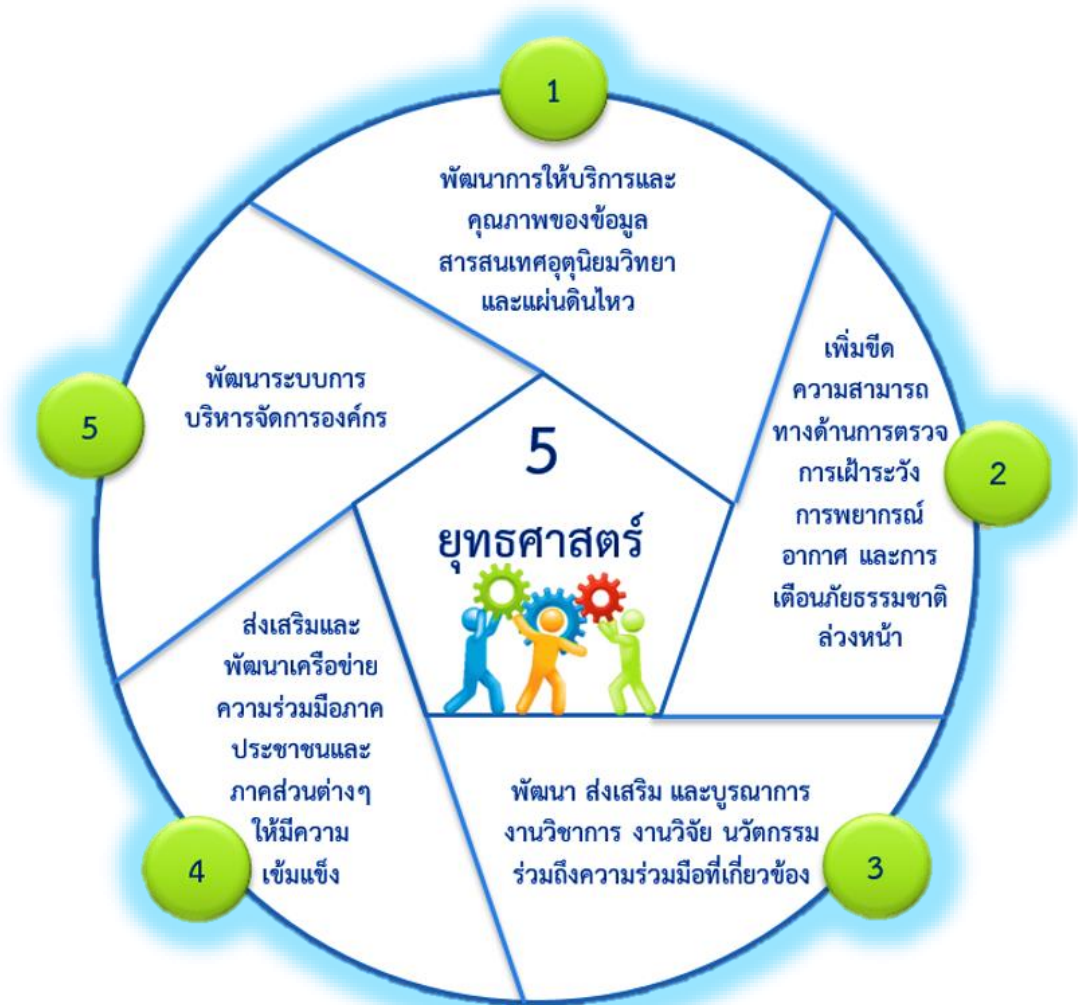 1
พัฒนาการให้บริการและ
คุณภาพของข้อมูล
สารสนเทศอุตุนิยมวิทยา
และแผ่นดินไหว
2
เพิ่มขีด
ความสามารถ
ทางด้านการตรวจ
การเฝ้าระวัง
การพยากรณ์
อากาศ และการ
เตือนภัยธรรมชาติ
ล่วงหน้า
3
พัฒนา ส่งเสริม และบูรณาการ
งานวิชาการ งานวิจัย นวัตกรรม
ร่วมถึงความร่วมมือที่เกี่ยวข้อง
4
ส่งเสริมและ
พัฒนาเครือข่าย
ความร่วมมือภาค
ประชาชนและ
ภาคส่วนต่างๆ
ให้มีความ
เข้มแข็ง
5
พัฒนาระบบการ
บริหารจัดการองค์กร
5
ยุทธศาสตร์